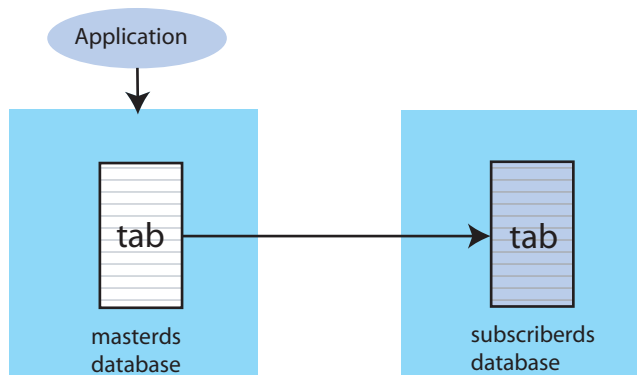 Application
tab
tab
masterds
database
subscriberds
database